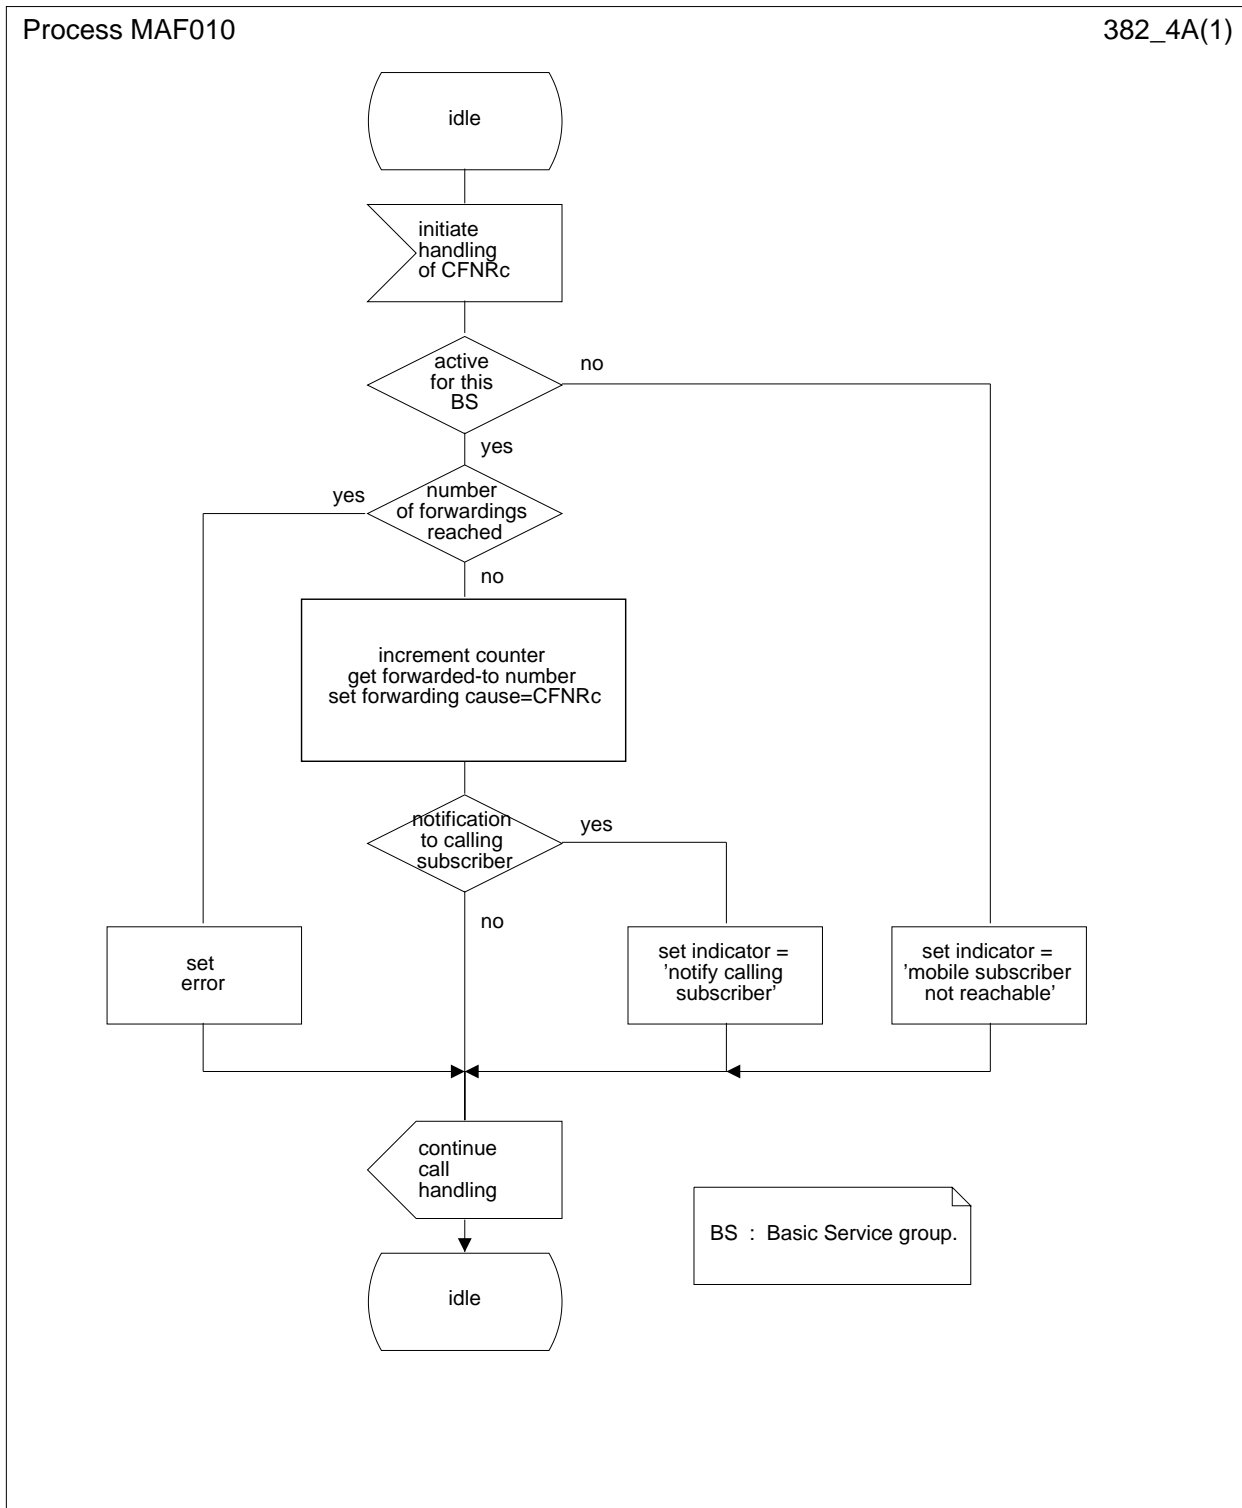 Process MAF010
382_4A(1)
idle
initiate
handling
of CFNRc
active
for this
BS
no
yes
yes
number
of forwardings
reached
no
increment counter
get forwarded-to number
set forwarding cause=CFNRc
notification
to calling
subscriber
yes
no
set
error
set indicator =
’notify calling
subscriber’
set indicator =
’mobile subscriber
not reachable’
continue
call
handling
BS : Basic Service group.
idle